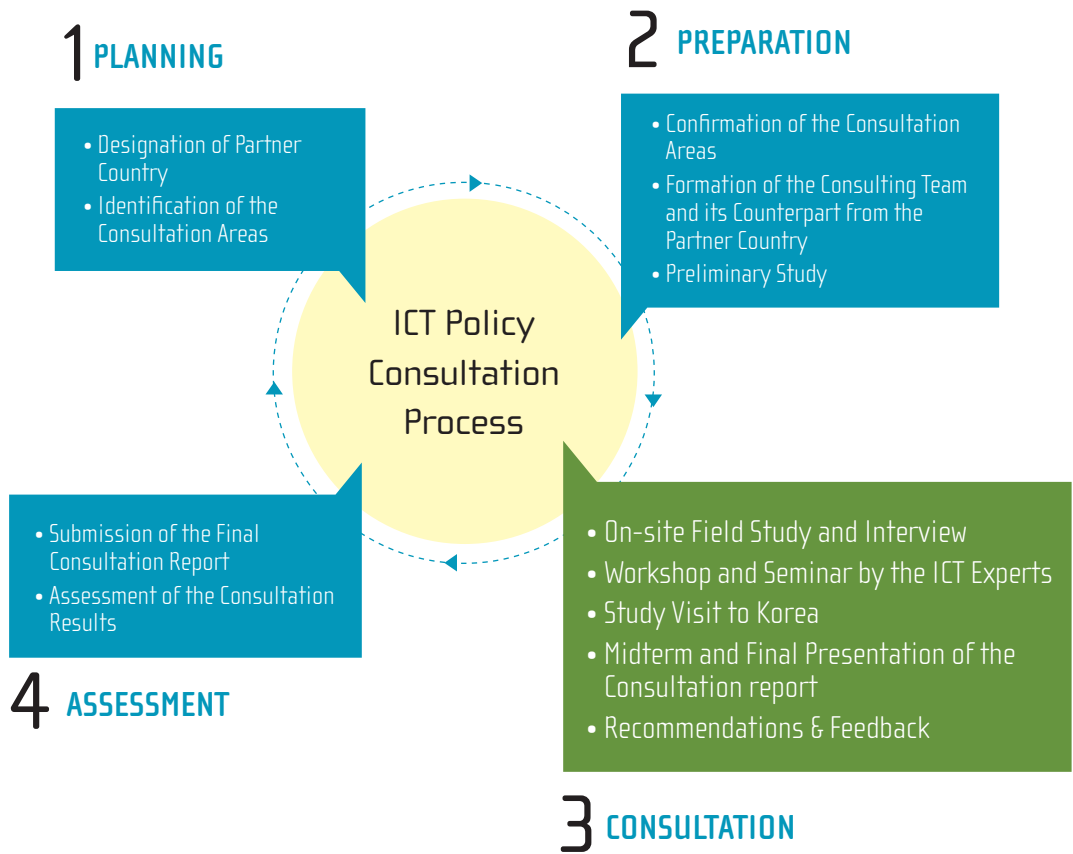 1 PLANNING
• Designation of Partner
Country
• Identification of the
Consultation Areas
2 PREPARATION
• Confirmation of the Consultation
Areas
• Formation of the Consulting Team
and its Counterpart from the
Partner Country
• Preliminary Study
ICT Policy
Consultation
Process
• On-site Field Study and Interview
• Workshop and Seminar by the ICT Experts
• Study Visit to Korea
• Midterm and Final Presentation of the
Consultation report
• Recommendations & Feedback
3 CONSULTATION
• Submission of the Final
Consultation Report
• Assessment of the Consultation
Results
4 ASSESSMENT